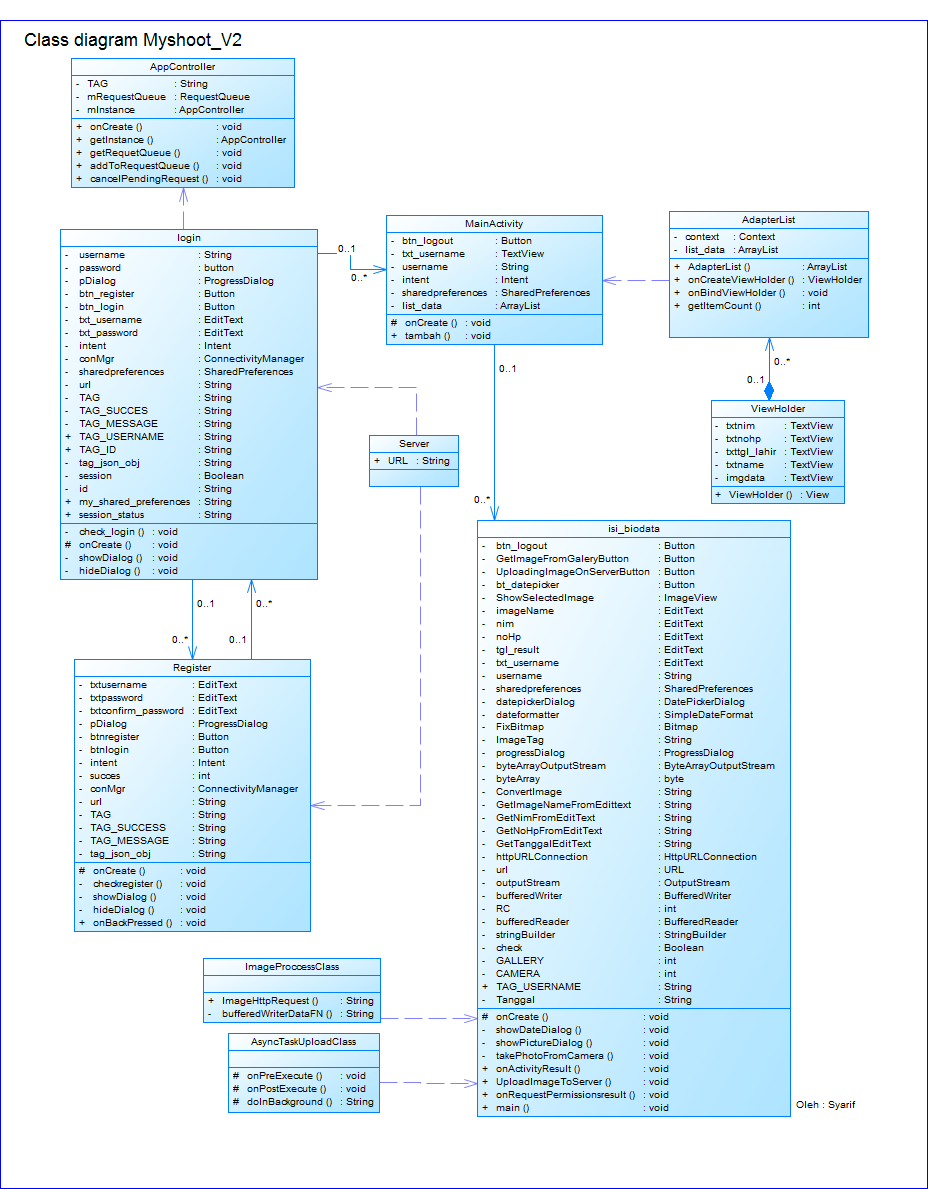 Class diagram Myshoot_V2
AppController
- TAG : String
- mRequestQueue : RequestQueue
- mInstance : AppController
+ onCreate () : void
+ getInstance () : AppController
+ getRequetQueue () : void
+ addToRequestQueue () : void
+ cancelPendingRequest () : void
login
- username : String
- password : button
- pDialog : ProgressDialog
- btn_register : Button
- btn_login : Button
- txt_username : EditText
- txt_password : EditText
- intent : Intent
- conMgr : ConnectivityManager
- sharedpreferences : SharedPreferences
- url : String
- TAG : String
- TAG_SUCCES : String
- TAG_MESSAGE : String
+ TAG_USERNAME : String
+ TAG_ID : String
- tag_json_obj : String
- session : Boolean
- id : String
+ my_shared_preferences : String
+ session_status : String
- check_login () : void
# onCreate () : void
- showDialog () : void
- hideDialog () : void
0..1
0..*
MainActivity
- btn_logout : Button
- txt_username : TextView
- username : String
- intent : Intent
- sharedpreferences : SharedPreferences
- list_data : ArrayList
# onCreate () : void
+ tambah () : void
AdapterList
- context : Context
- list_data : ArrayList
+ AdapterList () : ArrayList
+ onCreateViewHolder () : ViewHolder
+ onBindViewHolder () : void
+ getItemCount () : int
0..*
0..1
ViewHolder
- txtnim : TextView
- txtnohp : TextView
- txttgl_lahir : TextView
- txtname : TextView
- imgdata : TextView
+ ViewHolder () : View
Server
+ URL : String
0..1
0..*
0..1
0..*
0..*
0..1
Register
- txtusername : EditText
- txtpassword : EditText
- txtconfirm_password : EditText
- pDialog : ProgressDialog
- btnregister : Button
- btnlogin : Button
- intent : Intent
- succes : int
- conMgr : ConnectivityManager
- url : String
- TAG : String
- TAG_SUCCESS : String
- TAG_MESSAGE : String
- tag_json_obj : String
# onCreate () : void
- checkregister () : void
- showDialog () : void
- hideDialog () : void
+ onBackPressed () : void
isi_biodata
- btn_logout : Button
- GetImageFromGaleryButton : Button
- UploadingImageOnServerButton : Button
- bt_datepicker : Button
- ShowSelectedImage : ImageView
- imageName : EditText
- nim : EditText
- noHp : EditText
- tgl_result : EditText
- txt_username : EditText
- username : String
- sharedpreferences : SharedPreferences
- datepickerDialog : DatePickerDialog
- dateformatter : SimpleDateFormat
- FixBitmap : Bitmap
- ImageTag : String
- progressDialog : ProgressDialog
- byteArrayOutputStream : ByteArrayOutputStream
- byteArray : byte
- ConvertImage : String
- GetImageNameFromEdittext : String
- GetNimFromEditText : String
- GetNoHpFromEditText : String
- GetTanggalEditText : String
- httpURLConnection : HttpURLConnection
- url : URL
- outputStream : OutputStream
- bufferedWriter : BufferedWriter
- RC : int
- bufferedReader : BufferedReader
- stringBuilder : StringBuilder
- check : Boolean
- GALLERY : int
- CAMERA : int
+ TAG_USERNAME : String
- Tanggal : String
# onCreate () : void
- showDateDialog () : void
- showPictureDialog () : void
- takePhotoFromCamera () : void
+ onActivityResult () : void
+ UploadImageToServer () : void
+ onRequestPermissionsresult () : void
+ main () : void
ImageProccessClass
+ ImageHttpRequest () : String
- bufferedWriterDataFN () : String
AsyncTaskUploadClass
# onPreExecute () : void
# onPostExecute () : void
# doInBackground () : String
Oleh : Syarif